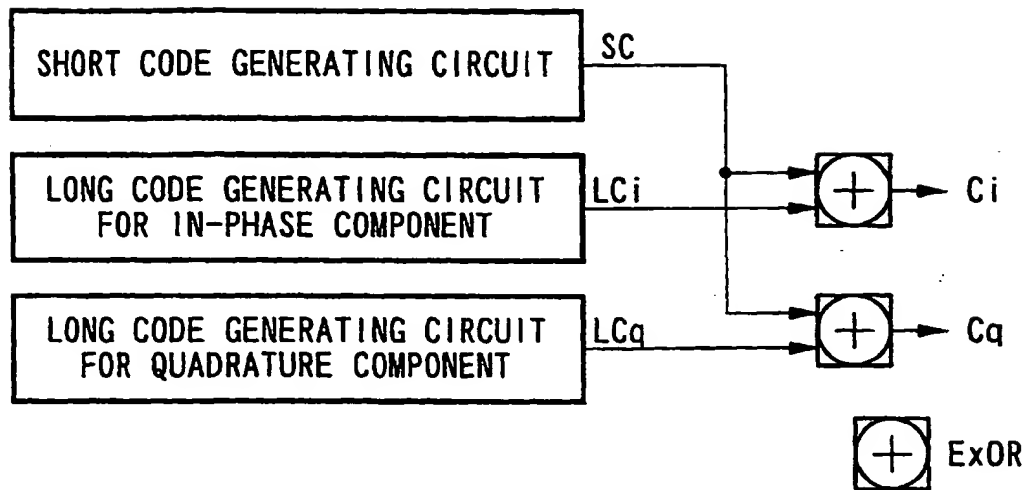 SHORT CODE GENERATING CIRCUIT
SC
LONG CODE GENERATING CIRCUIT
FOR IN-PHASE COMPONENT
LCi
Ci
LONG CODE GENERATING CIRCUIT
FOR QUADRATURE COMPONENT
LCq
Cq
ExOR